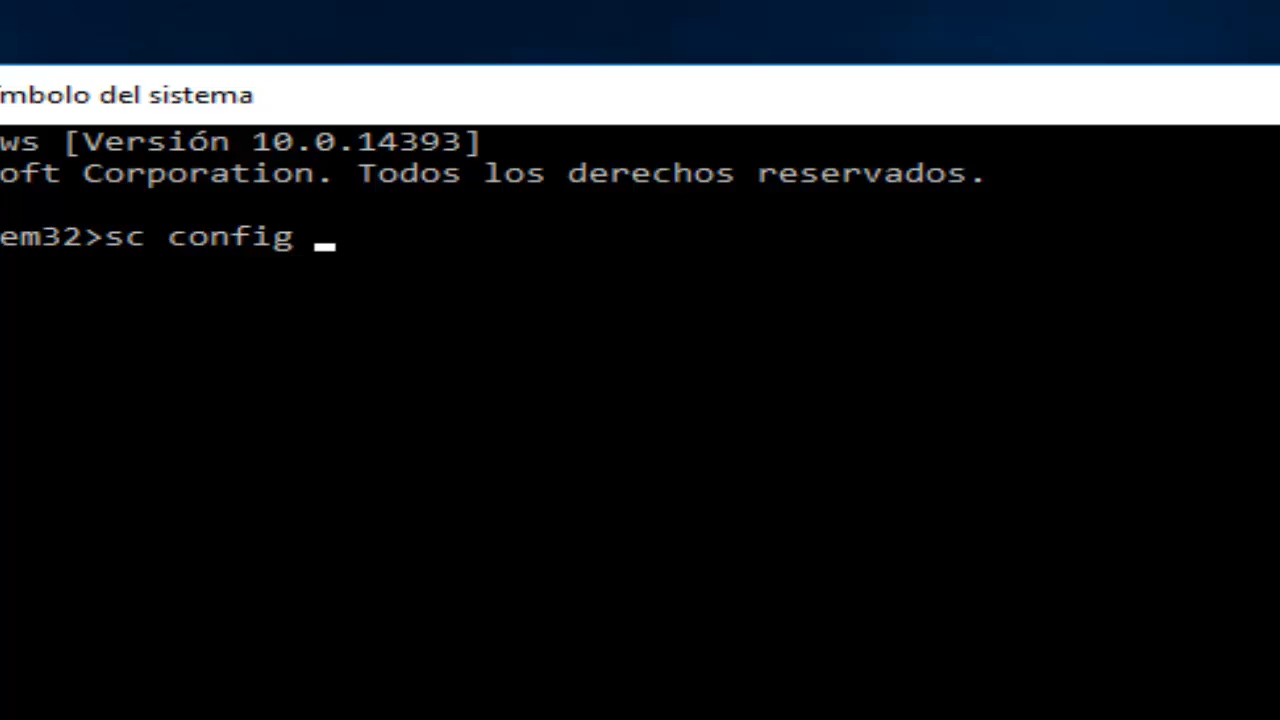 ímbolo del sistema
ws [Versión 10.0.14393]
oft Corporation. Todos los derechos reservados.
em32>sc config